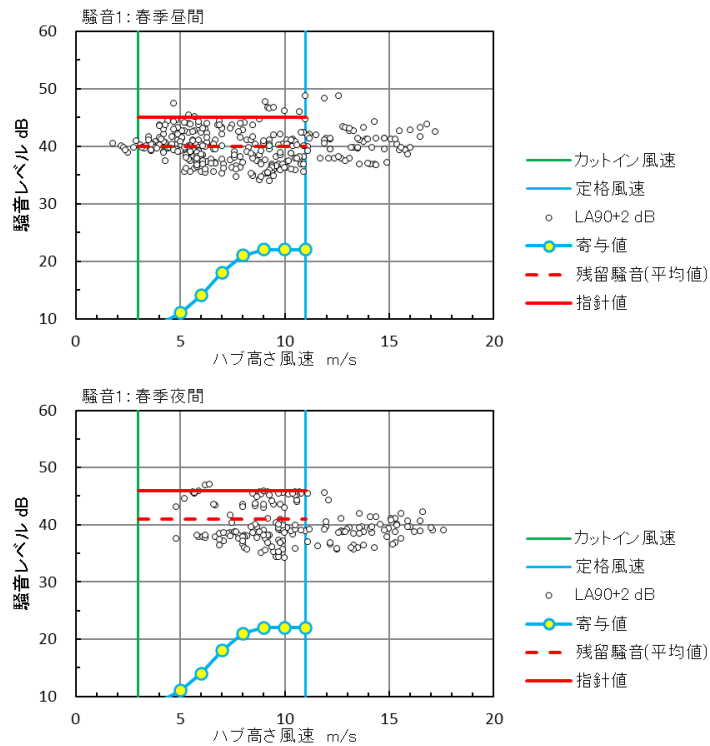 騒音1：春季昼間
60
50
40
30
20
10
騒音レベル dB
0
5
10
15
20
ハブ高さ風速 m/s
カットイン風速
定格風速
LA90+2 dB
寄与値
残留騒音(平均値)
指針値
騒音1：春季夜間
60
50
40
30
20
10
騒音レベル dB
0
5
10
15
20
ハブ高さ風速 m/s
カットイン風速
定格風速
LA90+2 dB
寄与値
残留騒音(平均値)
指針値